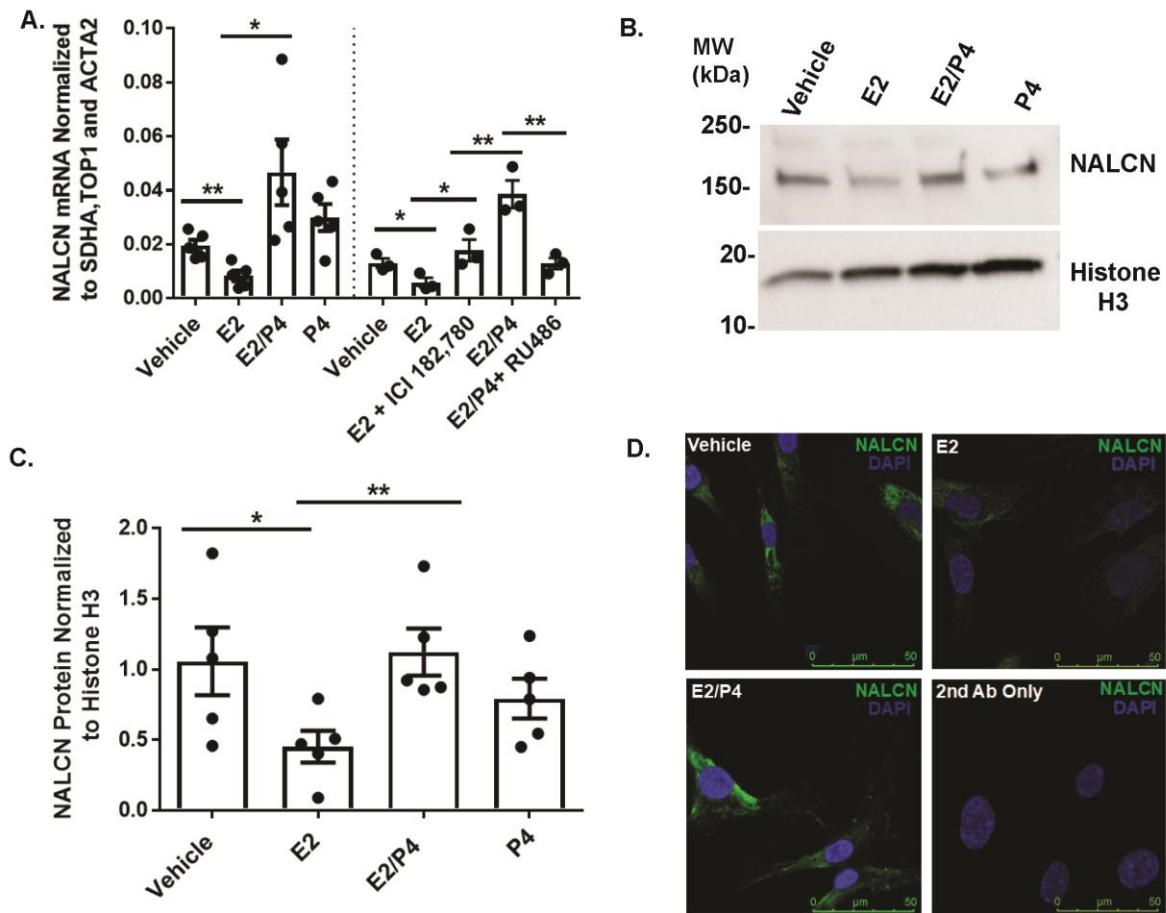 A.
NALCN mRNA Normalized
to SDHA,TOP1 and ACTA2
0.10
0.08
0.06
0.04
0.02
0.00
*
**
*
*
**
**
Vehicle
E2
E2/P4
P4
Vehicle
E2
E2 + ICI 182,780
E2/P4
E2/P4+ RU486
B.
MW
(kDa)
Vehicle
E2
E2/P4
P4
250-
150-
NALCN
20-
10-
Histone
H3
C.
NALCN Protein Normalized
to Histone H3
2.0
1.5
1.0
0.5
0.0
*
**
Vehicle
E2
E2/P4
P4
D.
Vehicle
NALCN
DAPI
0 µm 50
E2
NALCN
DAPI
0 µm 50
E2/P4
NALCN
DAPI
0 µm 50
2nd Ab Only
NALCN
DAPI
0 µm 50